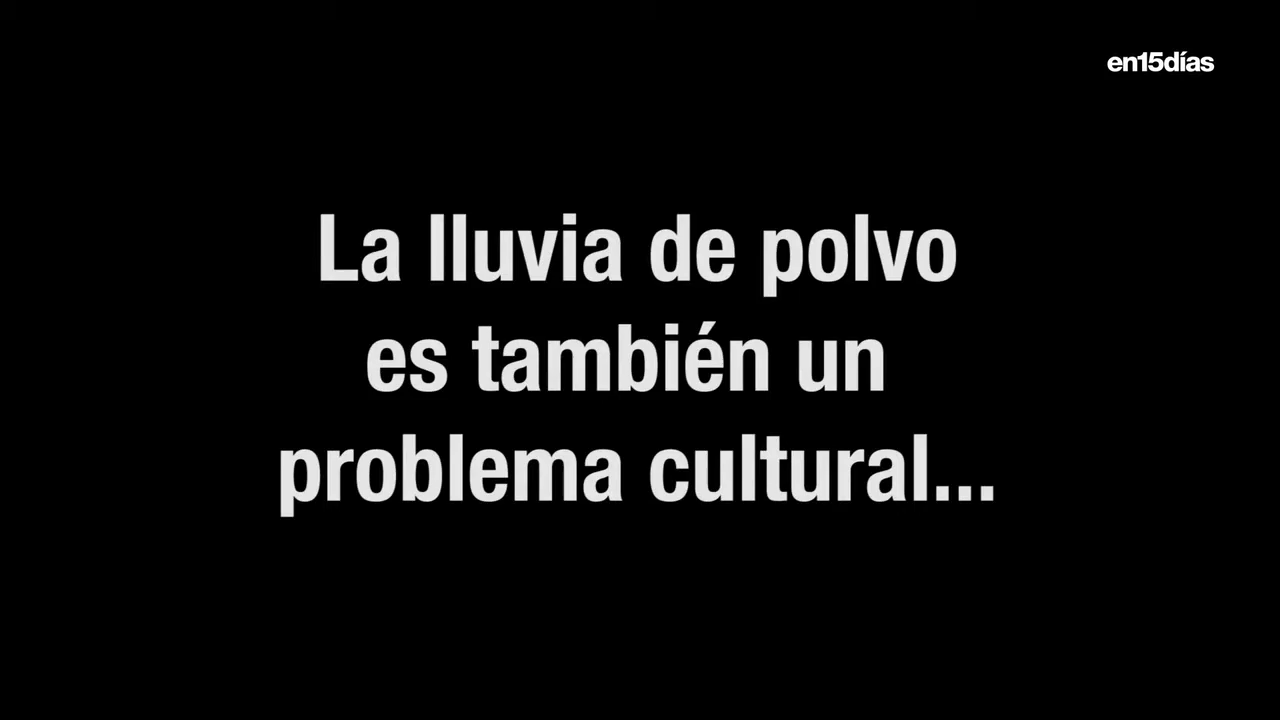 en15días
La lluvia de polvo
es también un
problema cultural...